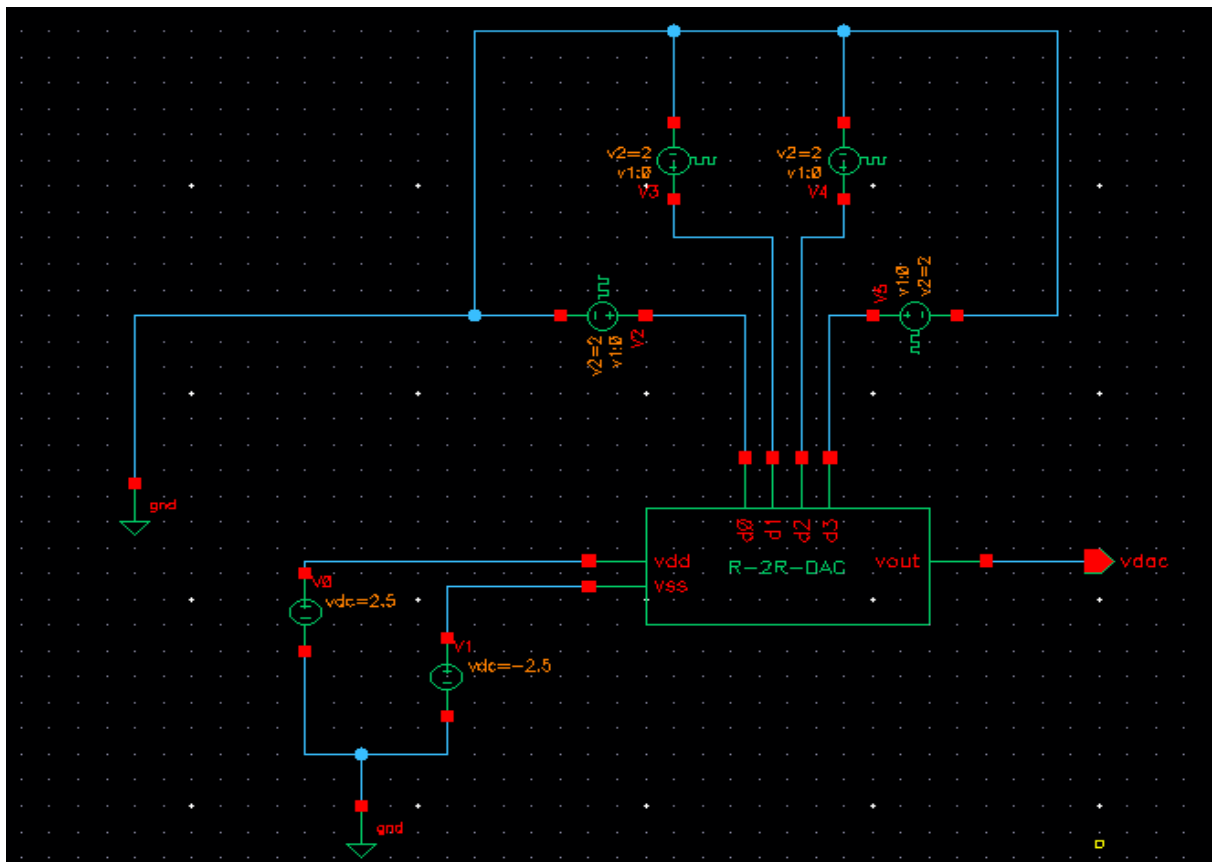 v2=2
v1:0
V3
v2=2
v1:0
V4
v2=2
v1:0
V2
V5
v1:0
v2=2
gnd
d0
d1
d2
d3
vdd
vss
R-2R-DAC
vout
vdac
V0
vdc=2.5
V1
vdc=-2.5
gnd